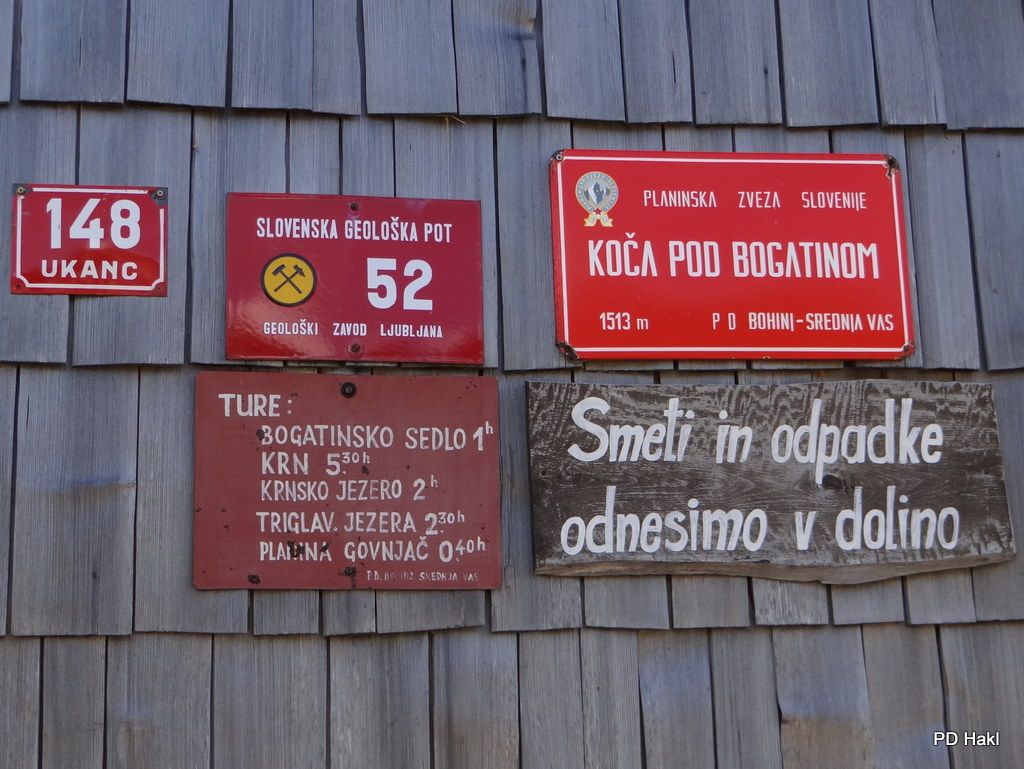 148
UKANC
SLOVENSKA GEOLOŠKA POT
52
GEOLOŠKI ZAVOD LJUBLJANA
PLANINSKA ZVEZA SLOVENIJE
KOČA POD BOGATINOM
1513 m P D BOHINJ-SREDNJA VAS
TURE:
BOGATINSKO SEDLO 1h
KRN 5.30h
KRNSKO JEZERO 2h
TRIGLAV. JEZERA 2.30h
PLANINA GOVNJAČ 0.40h
P.D. SREDNJA VAS
Smeti in odpadke
odnesimo v dolino
PD Hakl